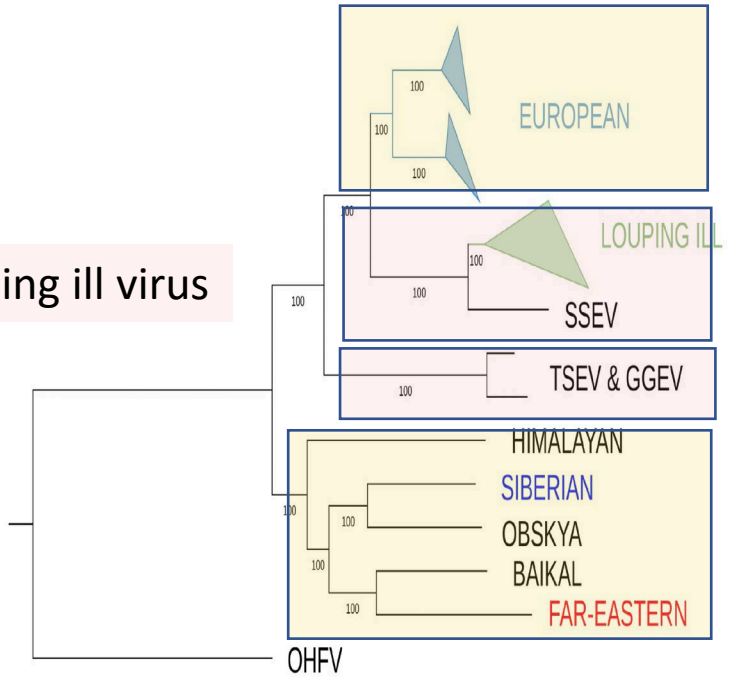 100
EUROPEAN
100
100
100
LOUPING ILL
100
ing ill virus
100
100
SSEV
TSEV & GGEV
100
HIMALAYAN
SIBERIAN
100
100
OBSKYA
100
BAIKAL
100
FAR-EASTERN
OHFV